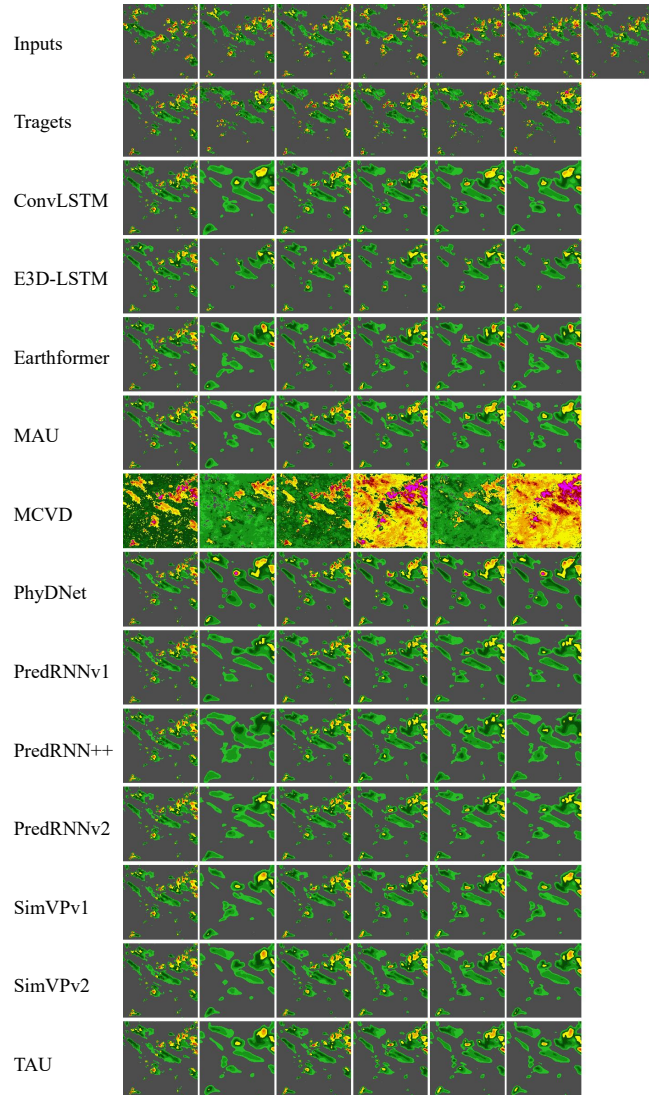 Inputs
Tragets
ConvLSTM
E3D-LSTM
Earthformer
MAU
MCVD
PhyDNet
PredRNNv1
PredRNN++
PredRNNv2
SimVPv1
SimVPv2
TAU